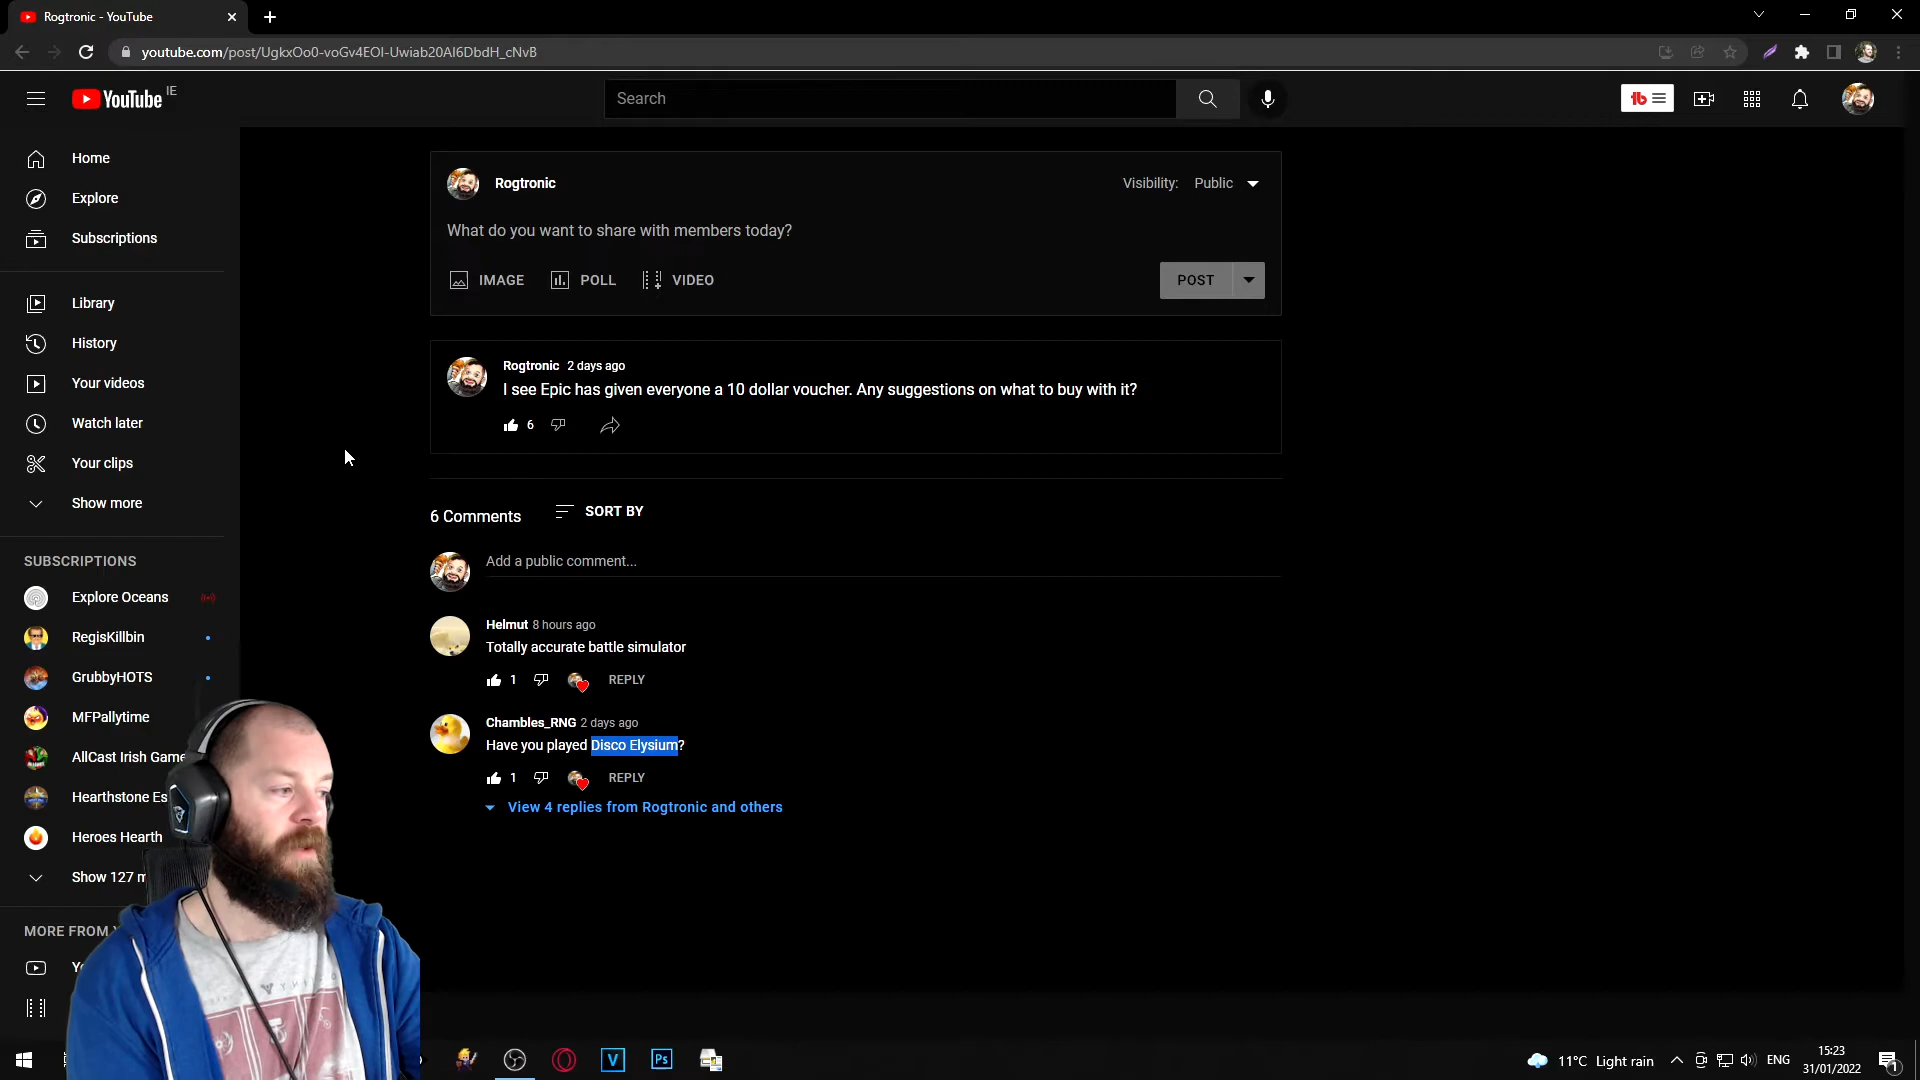 Rogtronic - YouTube
youtube.com/post/UgkxOo0-voGv4EOI-Uwiab20AI6DbdH_cNvB
YouTube IE
Search
Home
Explore
Subscriptions
Library
History
Your videos
Watch later
Your clips
Show more
SUBSCRIPTIONS
Explore Oceans
RegisKillbin
GrubbyHOTS
MFPallytime
AllCast Irish Game
Hearthstone Es
Heroes Hearth
Show 127 m
MORE FROM
Rogtronic
Visibility: Public
What do you want to share with members today?
IMAGE POLL VIDEO
POST
Rogtronic 2 days ago
I see Epic has given everyone a 10 dollar voucher. Any suggestions on what to buy with it?
6
6 Comments SORT BY
Add a public comment...
Helmut 8 hours ago
Totally accurate battle simulator
1 REPLY
Chambles_RNG 2 days ago
Have you played Disco Elysium?
1 REPLY
View 4 replies from Rogtronic and others
V Ps
11°C Light rain
ENG
15:23
31/01/2022
1